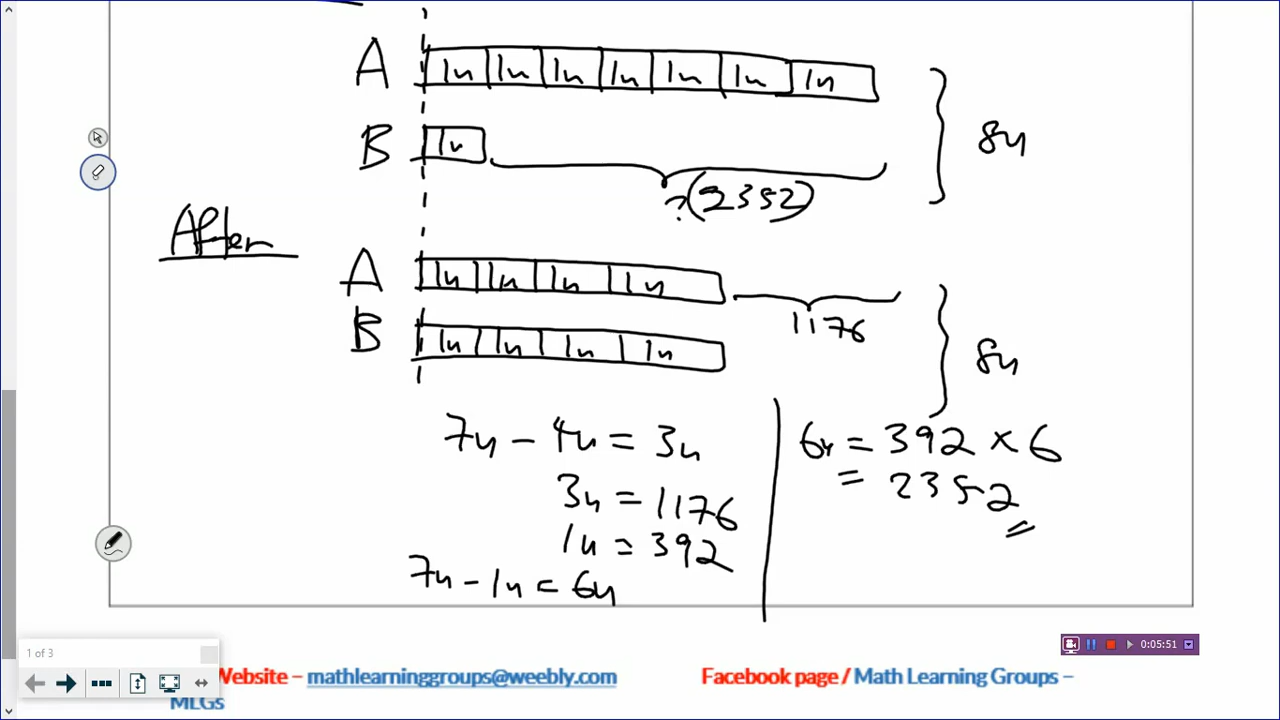 A 1u 1u 1u 1u 1u 1u 1u
B 1u
8u
?(2352)
After
A 1u 1u 1u 1u
1176
B 1u 1u 1u 1u
8u
7u - 4u = 3u
3u = 1176
1u = 392
7u - 1u = 6u
6u = 392 × 6
= 2352
1 of 3
00:05:51
Website – mathlearninggroups@weebly.com
Facebook page / Math Learning Groups –
MLGs